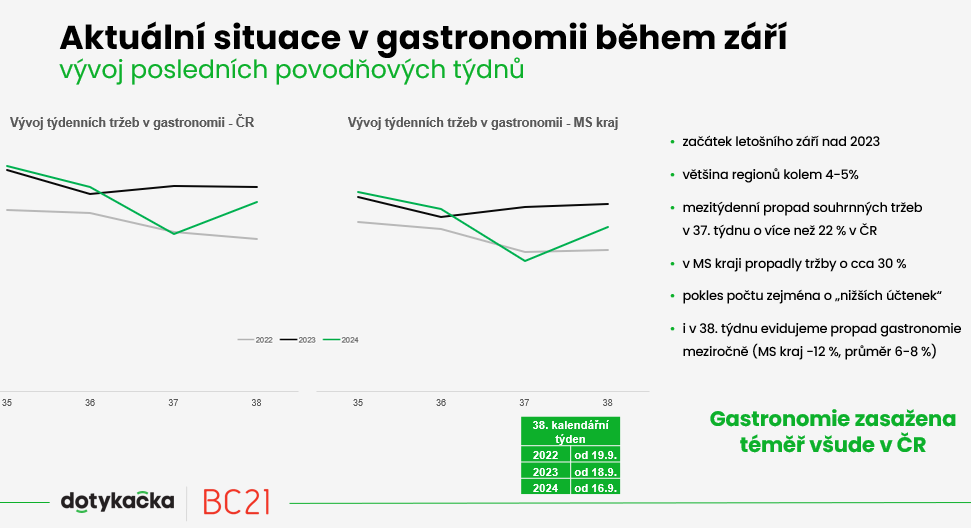 Aktuální situace v gastronomii během září
vývoj posledních povodňových týdnů
Vývoj týdenních tržeb v gastronomii - ČR
35 36 37 38
Vývoj týdenních tržeb v gastronomii - MS kraj
35 36 37 38
2022 2023 2024
• začátek letošního září nad 2023
• většina regionů kolem 4-5%
• mezitýdenní propad souhrnných tržeb
v 37. týdnu o více než 22 % v ČR
• v MS kraji propadly tržby o cca 30 %
• pokles počtu zejména o „nižších účtenek“
• i v 38. týdnu evidujeme propad gastronomie
meziročně (MS kraj -12 %, průměr 6-8 %)
38. kalendářní
týden
2022 od 19.9.
2023 od 18.9.
2024 od 16.9.
Gastronomie zasažena
téměř všude v ČR
dotykačka BC21